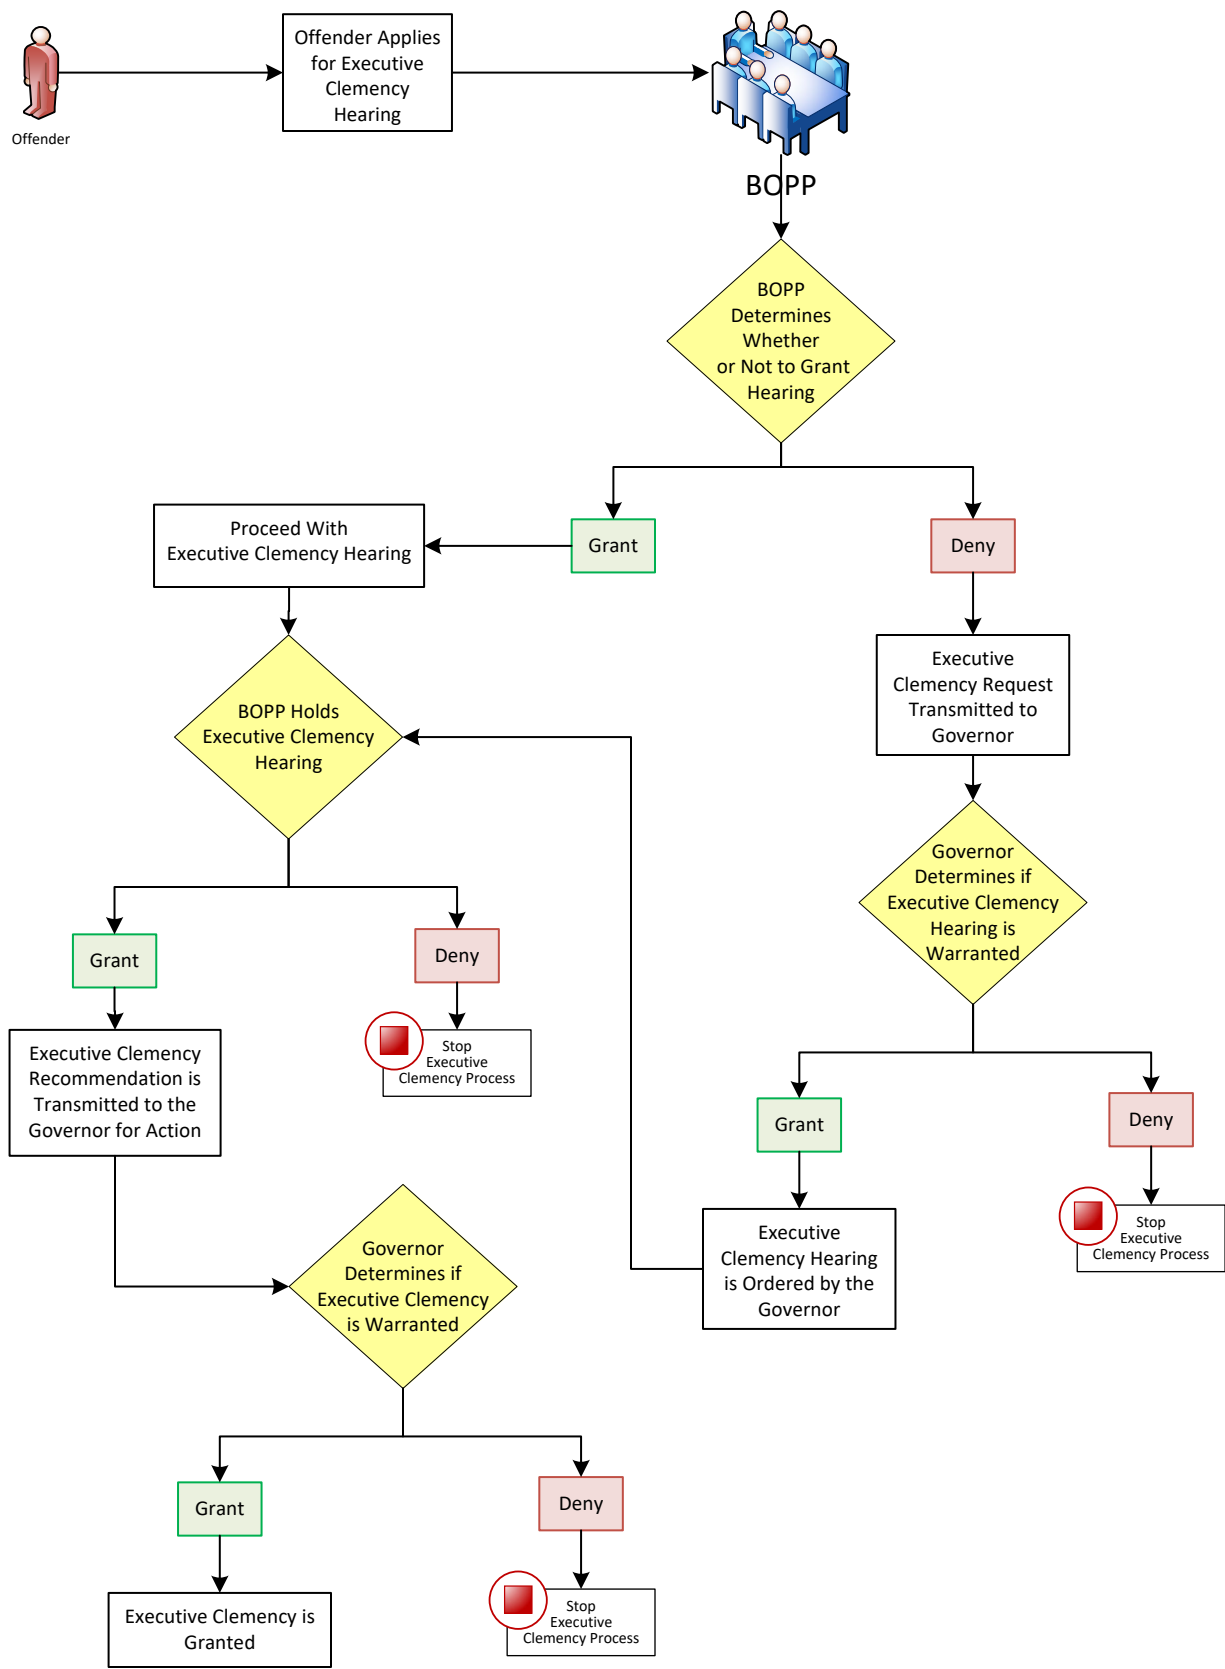 Offender
Offender Applies
for Executive
Clemency
Hearing
BOPP
BOPP
Determines
Whether
or Not to Grant
Hearing
Grant
Deny
Proceed With
Executive Clemency Hearing
Executive
Clemency Request
Transmitted to
Governor
BOPP Holds
Executive Clemency
Hearing
Governor
Determines if
Executive Clemency
Hearing is
Warranted
Grant
Deny
Executive Clemency
Recommendation is
Transmitted to the
Governor for Action
Stop
Executive
Clemency Process
Grant
Deny
Executive
Clemency Hearing
is Ordered by the
Governor
Stop
Executive
Clemency Process
Governor
Determines if
Executive Clemency
is Warranted
Grant
Deny
Executive Clemency is
Granted
Stop
Executive
Clemency Process